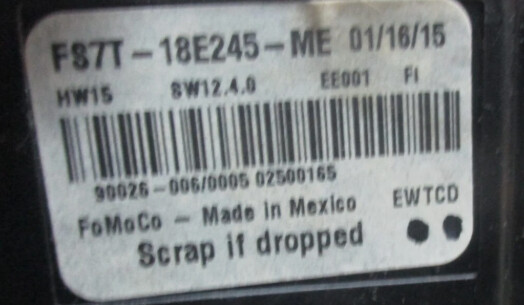 FS7T-18E245-ME 01/16/15
HW15 SW12.4.0 EE001 FI
90026-006/0005 02500165
FoMoCo - Made in Mexico EWTCD
Scrap if dropped